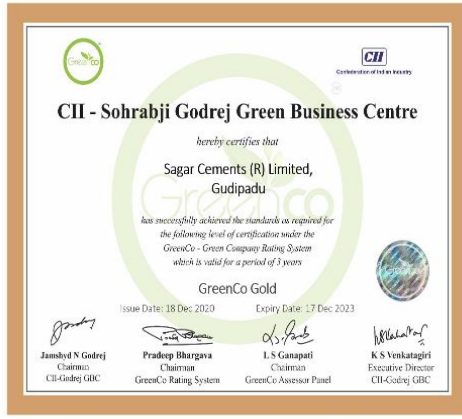 GreenCo
CII
Confederation of Indian Industry
CII - Sohrabji Godrej Green Business Centre
hereby certifies that
Sagar Cements (R) Limited,
Gudipadu
GreenCo
has successfully achieved the standards as required for
the following level of certification under the
GreenCo - Green Company Rating System
which is valid for a period of 3 years
GreenCo Gold
Issue Date: 18 Dec 2020 Expiry Date: 17 Dec 2023
Jamshyd N Godrej Pradeep Bhargava L S Ganapati K S Venkatagiri
Chairman Chairman Chairman Executive Director
CII-Godrej GBC GreenCo Rating System GreenCo Assessor Panel CII-Godrej GBC